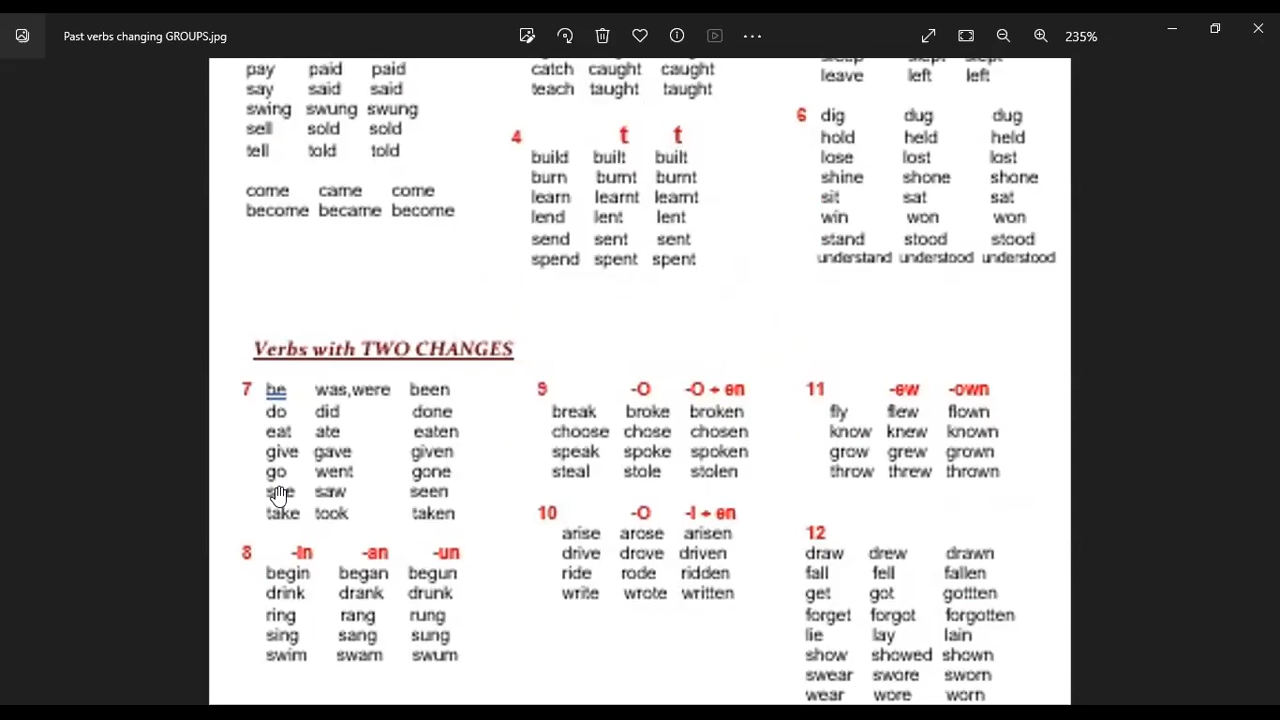 Past verbs changing GROUPS.jpg
235%
pay paid paid
say said said
swing swung swung
sell sold sold
tell told told
come came come
become became become
catch caught caught
teach taught taught
4 t t
build built built
burn burnt burnt
learn learnt learnt
lend lent lent
send sent sent
spend spent spent
leave left left
6 dig dug dug
hold held held
lose lost lost
shine shone shone
sit sat sat
win won won
stand stood stood
understand understood understood
Verbs with TWO CHANGES
7 be was,were been
do did done
eat ate eaten
give gave given
go went gone
saw seen
take took taken
8 -in -an -un
begin began begun
drink drank drunk
ring rang rung
sing sang sung
swim swam swum
9 -O -O + en
break broke broken
choose chose chosen
speak spoke spoken
steal stole stolen
10 -O -I + en
arise arose arisen
drive drove driven
ride rode ridden
write wrote written
11 -ew -own
fly flew flown
know knew known
grow grew grown
throw threw thrown
12
draw drew drawn
fall fell fallen
get got gottten
forget forgot forgotten
lie lay lain
show showed shown
swear swore sworn
wear wore worn